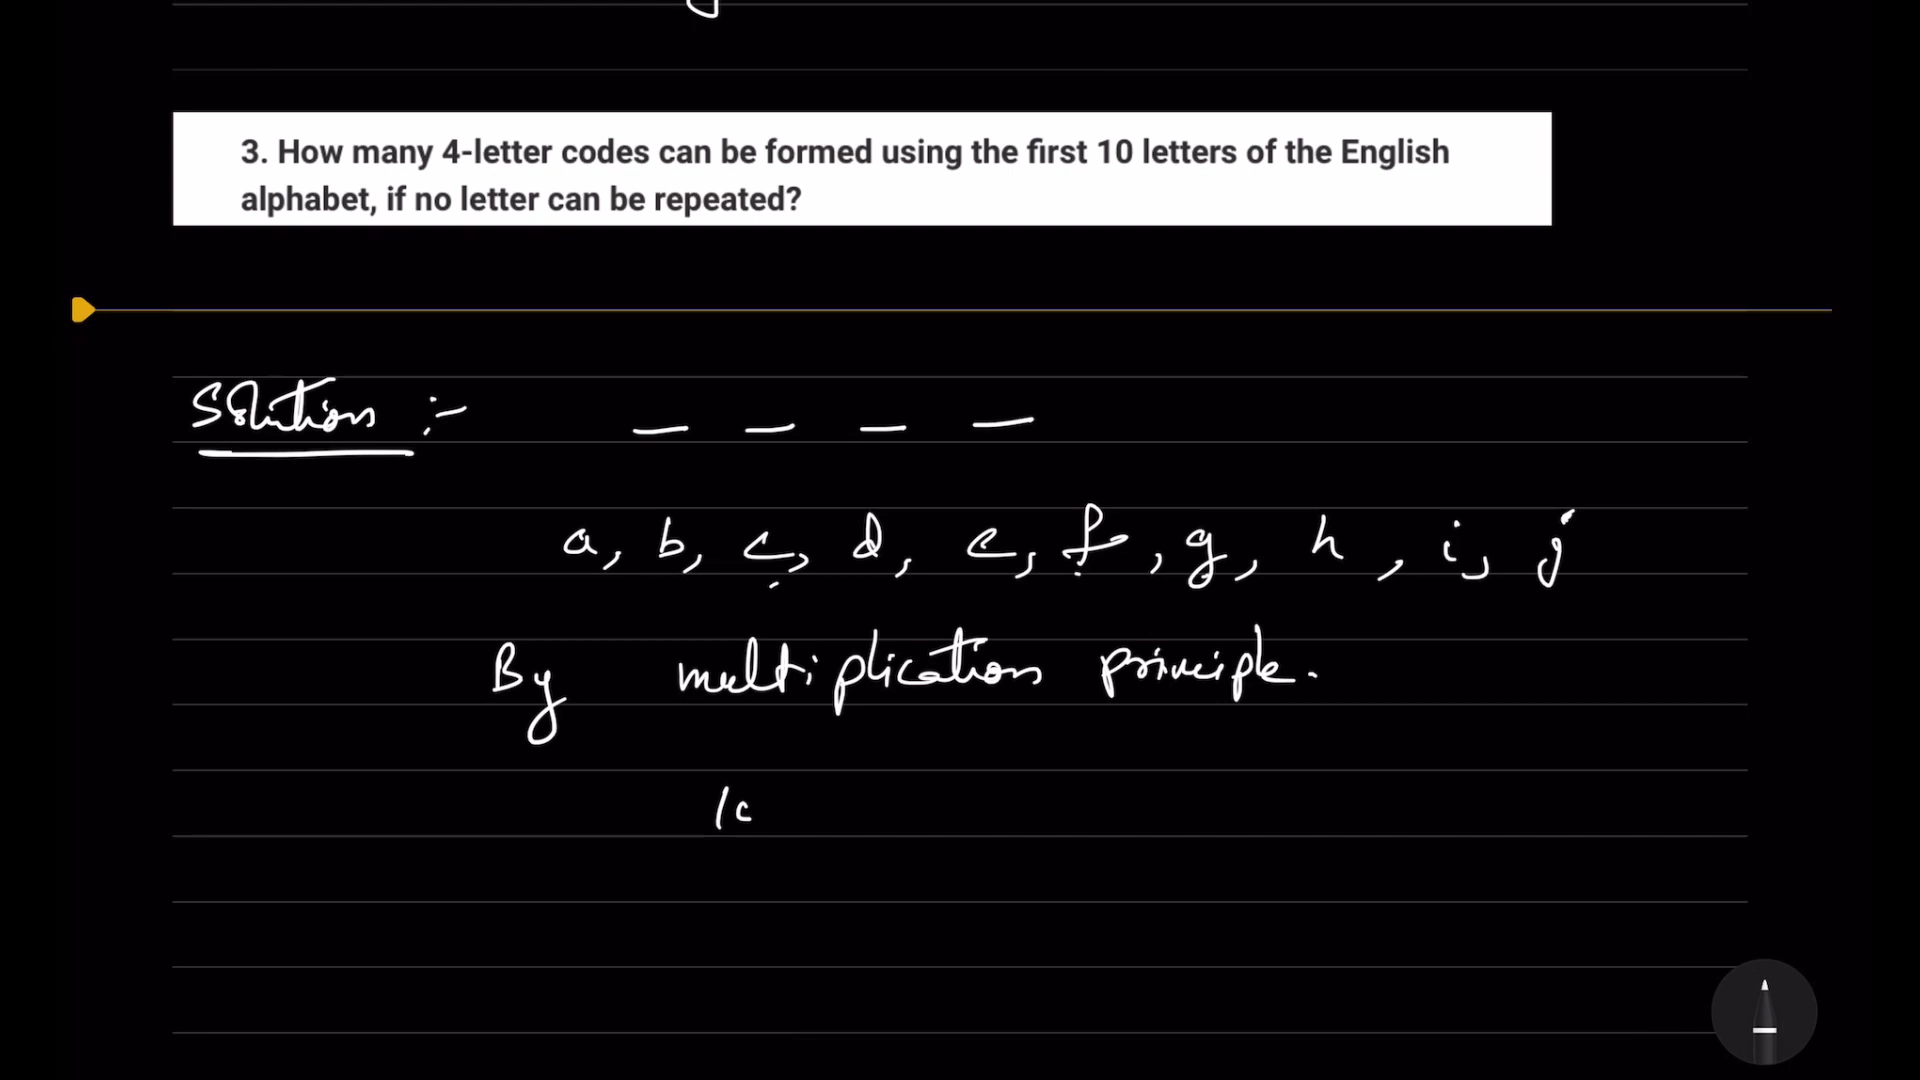 3. How many 4-letter codes can be formed using the first 10 letters of the English
alphabet, if no letter can be repeated?
Solution :-
a, b, c, d, e, f, g, h, i, j
By multiplication principle.